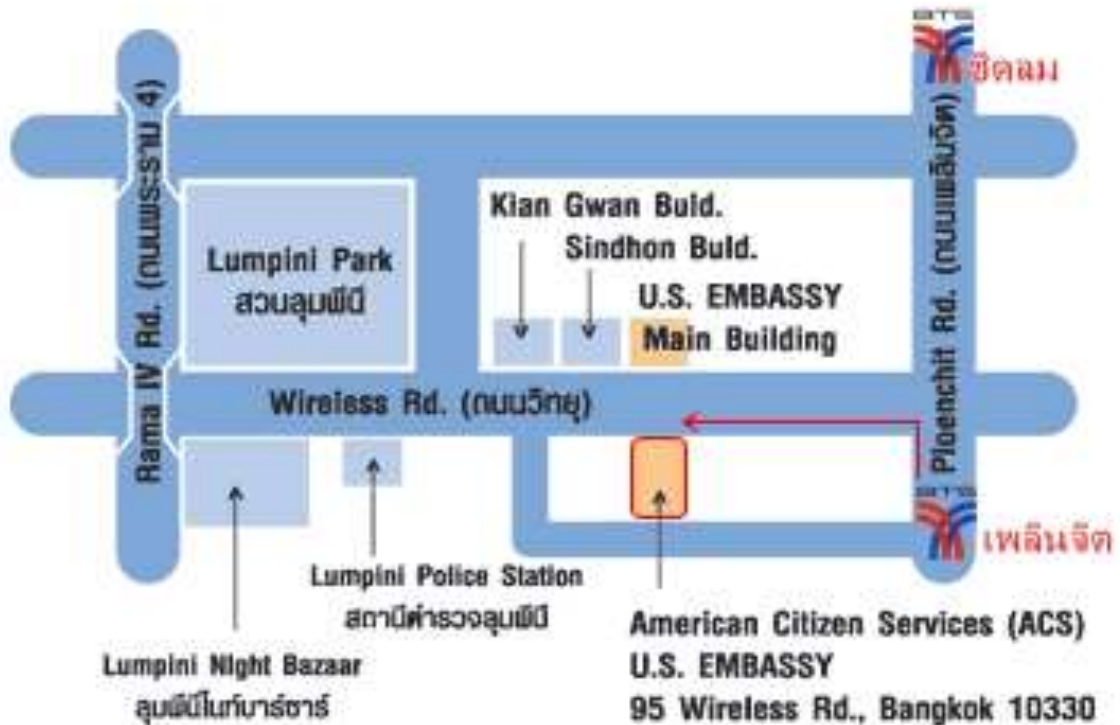 BTS
ชิดลม
Rama IV Rd. (ถนนพระราม 4)
Ploenchit Rd. (ถนนเพลินจิต)
Kian Gwan Buid.
Sindhon Buid.
Lumpini Park
สวนลุมพินี
U.S. EMBASSY
Main Building
Wireless Rd. (ถนนวิทยุ)
BTS
เพลินจิต
Lumpini Police Station
สถานีตำรวจลุมพินี
Lumpini Night Bazaar
ลุมพินีไนท์บาร์ซาร์
American Citizen Services (ACS)
U.S. EMBASSY
95 Wireless Rd., Bangkok 10330